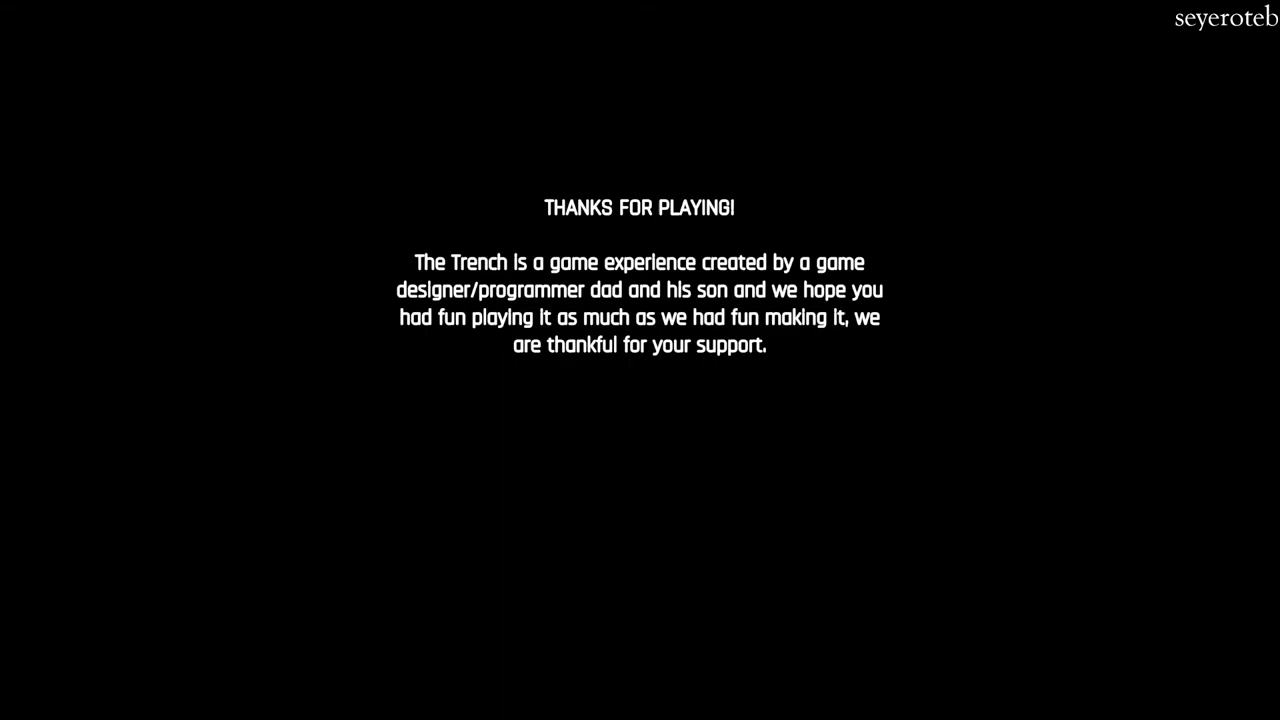 seyeroteb
THANKS FOR PLAYING!
The Trench is a game experience created by a game
designer/programmer dad and his son and we hope you
had fun playing it as much as we had fun making it, we
are thankful for your support.